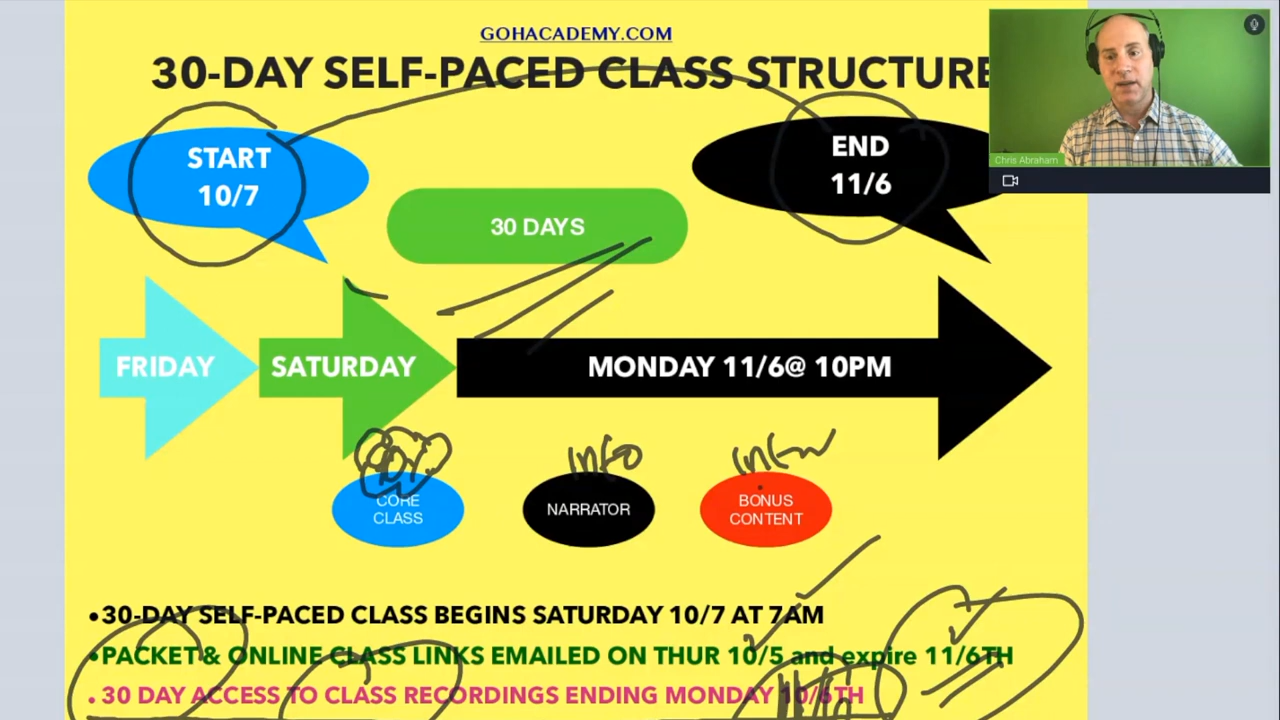 GOHACADEMY.COM
30-DAY SELF-PACED CLASS STRUCTURE
START
10/7
END
11/6
Chris Abraham
30 DAYS
FRIDAY
SATURDAY
MONDAY 11/6@ 10PM
Info
CORE
CLASS
NARRATOR
BONUS
CONTENT
•30-DAY SELF-PACED CLASS BEGINS SATURDAY 10/7 AT 7AM
•PACKET & ONLINE CLASS LINKS EMAILED ON THUR 10/5 and expire 11/6TH
• 30 DAY ACCESS TO CLASS RECORDINGS ENDING MONDAY 10/6TH